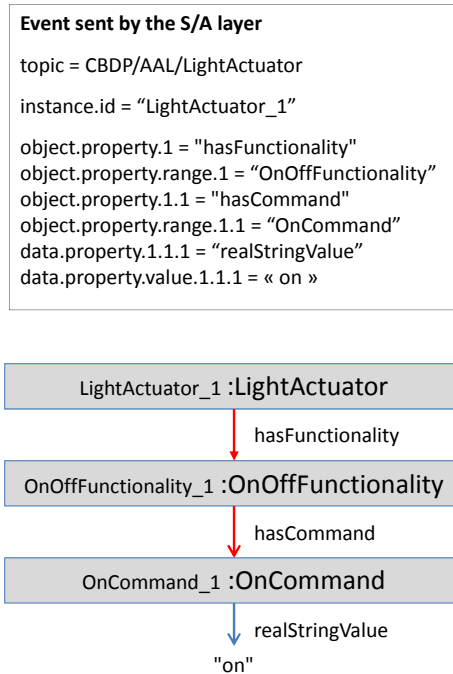 Event sent by the S/A layer
topic = CBDP/AAL/LightActuator
instance.id = “LightActuator_1”
object.property.1 = "hasFunctionality"
object.property.range.1 = “OnOffFunctionality”
object.property.1.1 = "hasCommand"
object.property.range.1.1 = “OnCommand”
data.property.1.1.1 = “realStringValue”
data.property.value.1.1.1 = « on »
LightActuator_1 :LightActuator
hasFunctionality
OnOffFunctionality_1 :OnOffFunctionality
hasCommand
OnCommand_1 :OnCommand
realStringValue
"on"